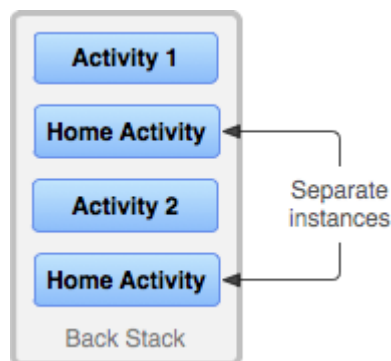 Activity 1
Home Activity
Activity 2
Home Activity
Back Stack
Separate
instances